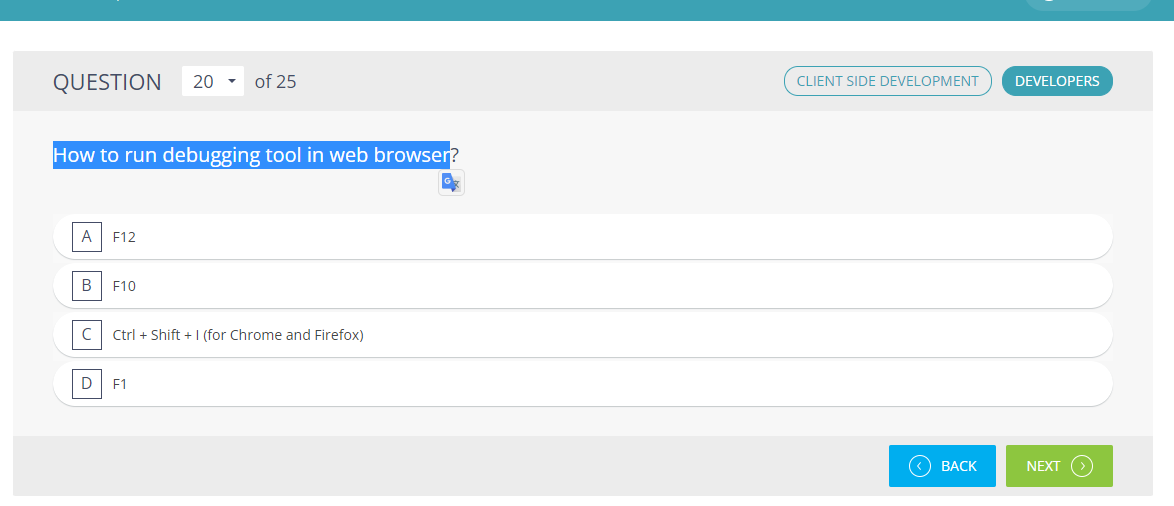 QUESTION 20 of 25 CLIENT SIDE DEVELOPMENT DEVELOPERS
How to run debugging tool in web browser?
G
A F12
B F10
C Ctrl + Shift + I (for Chrome and Firefox)
D F1
BACK NEXT